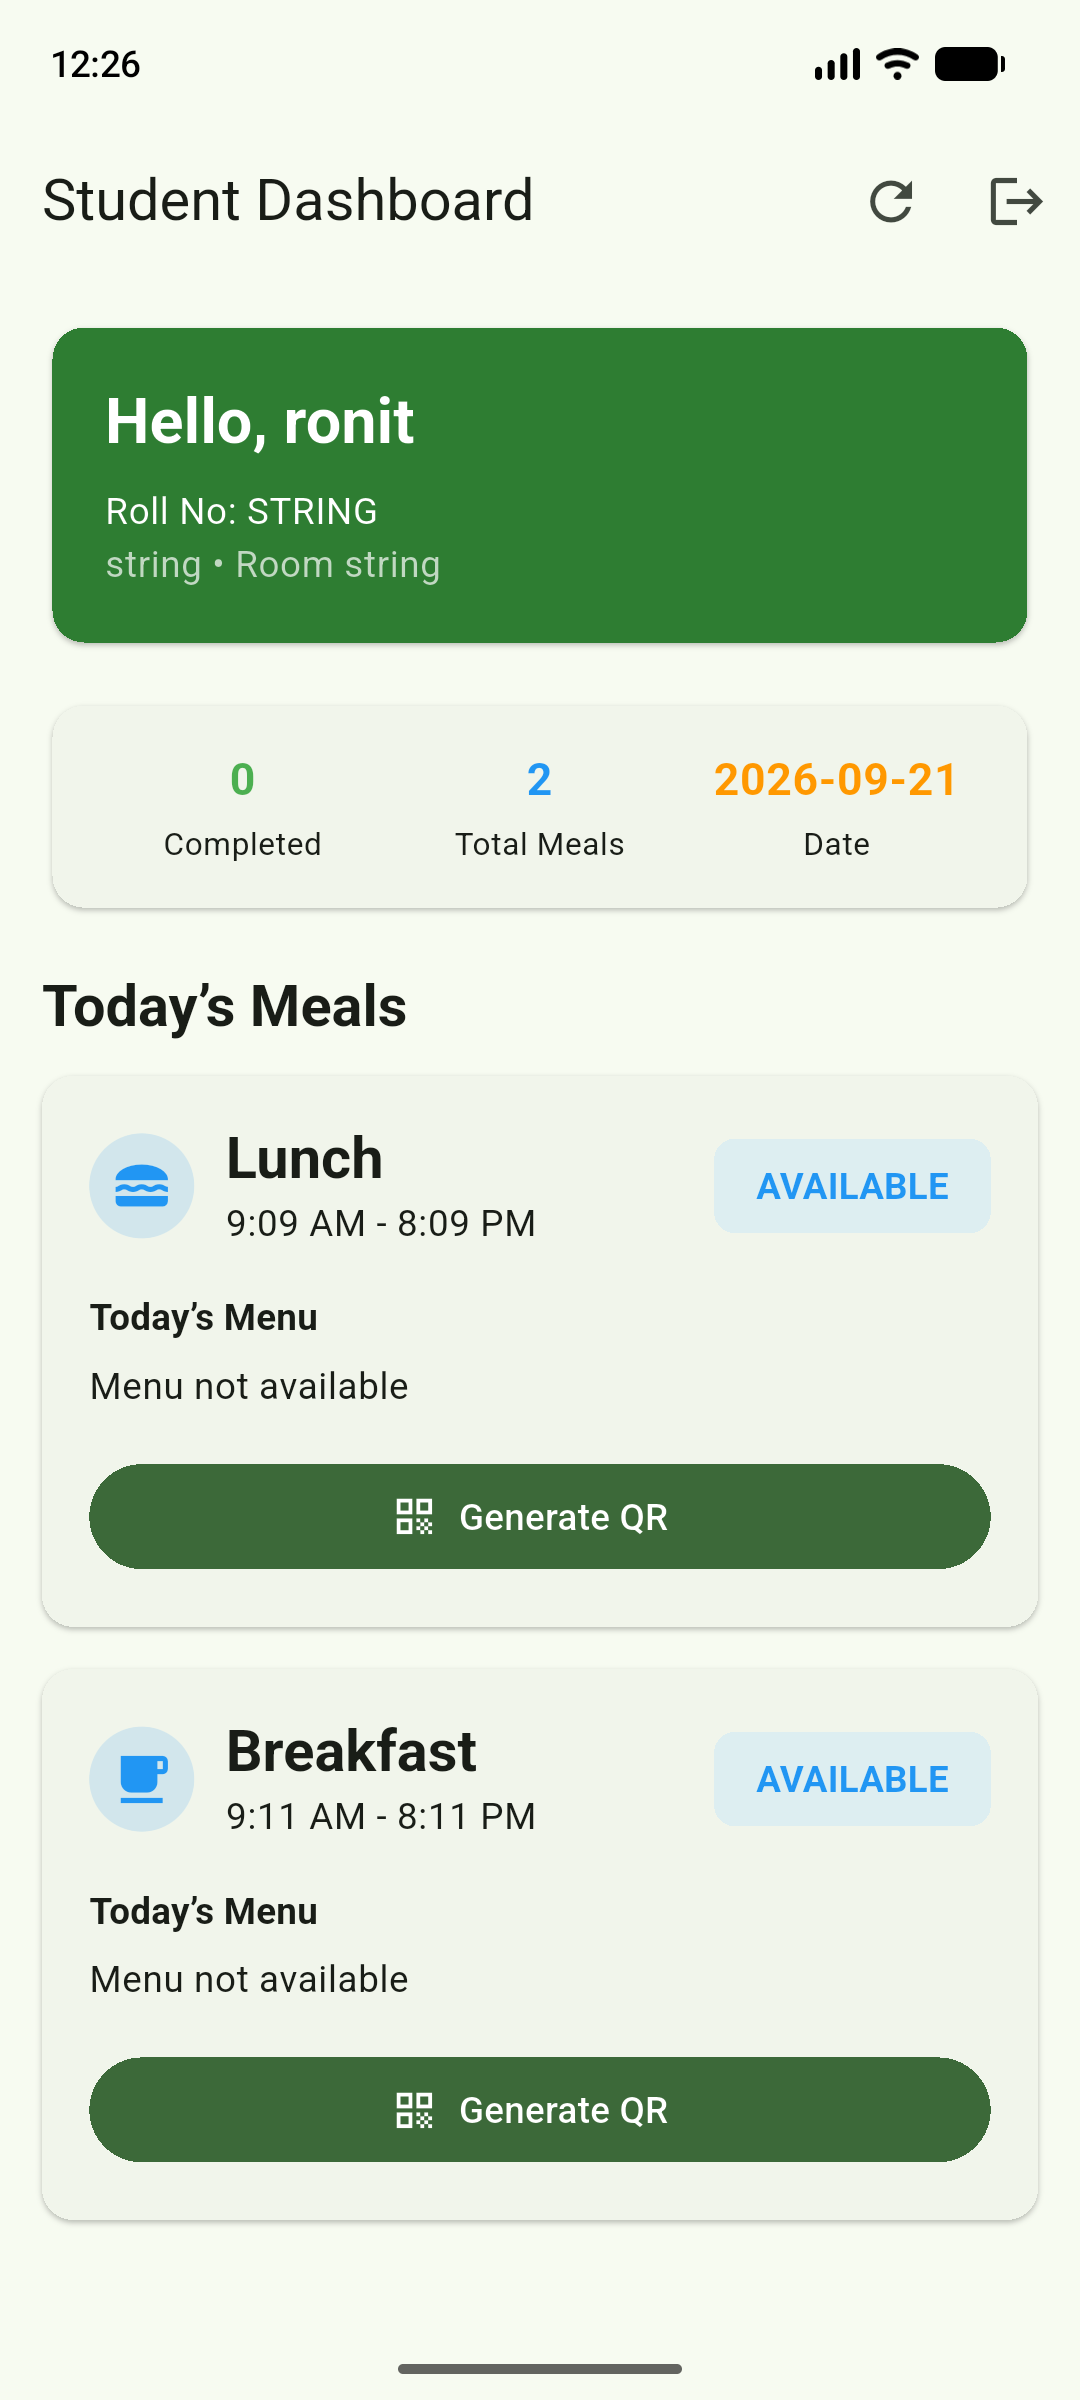 12:26
Student Dashboard
Hello, ronit
Roll No: STRING
string • Room string
0
Completed
2
Total Meals
2026-09-21
Date
Today’s Meals
Lunch
9:09 AM - 8:09 PM
AVAILABLE
Today’s Menu
Menu not available
Generate QR
Breakfast
9:11 AM - 8:11 PM
AVAILABLE
Today’s Menu
Menu not available
Generate QR